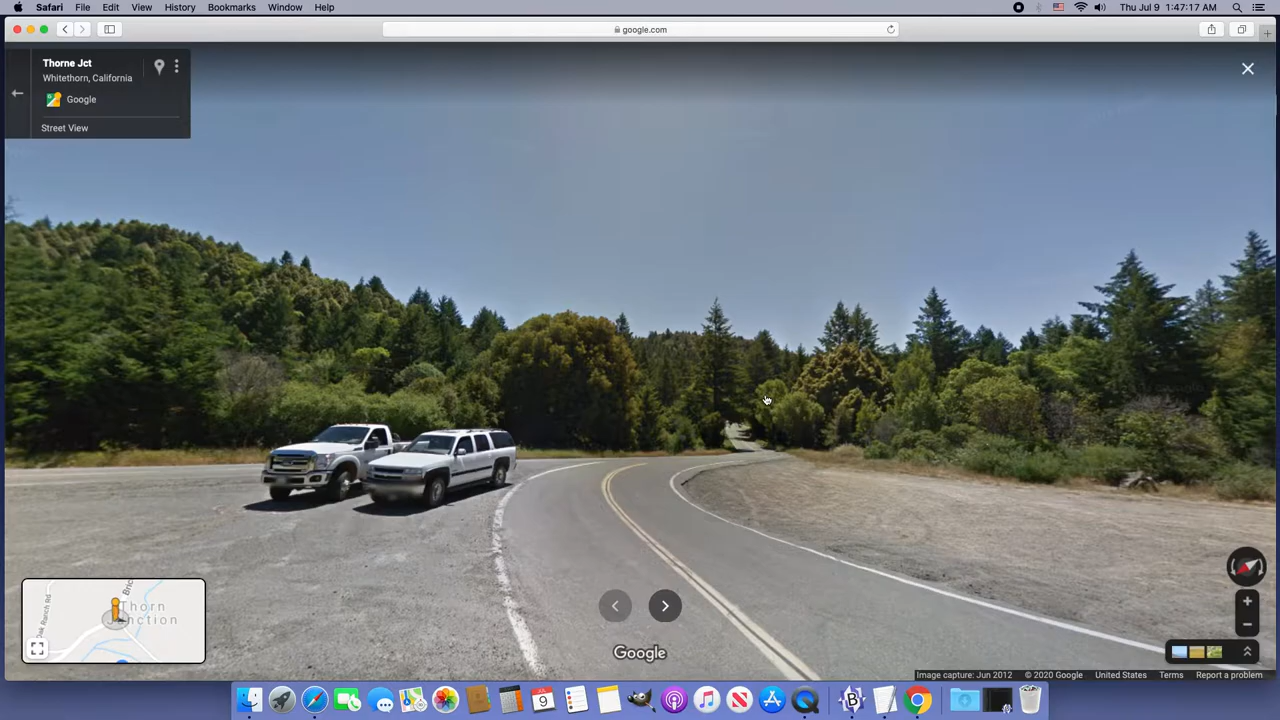 Safari File Edit View History Bookmarks Window Help
Thu Jul 9 1:47:17 AM
google.com
Thorne Jct
Whitethorn, California
Google
Street View
Thorn
Junction
Google
Image capture: Jun 2012 © 2020 Google United States Terms Report a problem